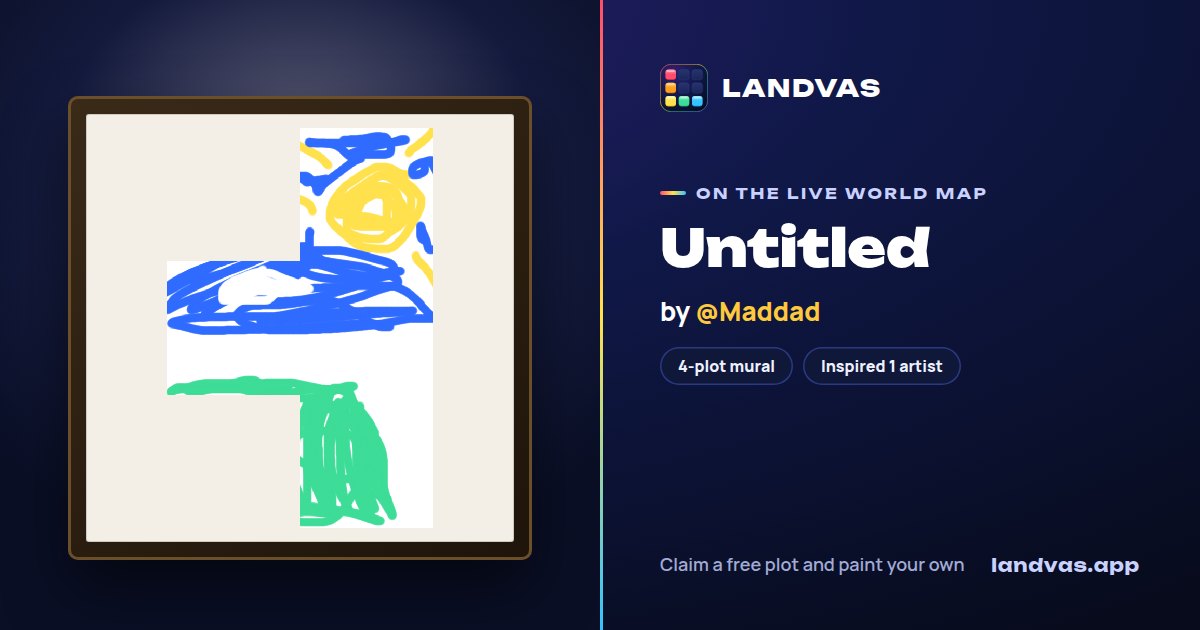 LANDVAS
ON THE LIVE WORLD MAP
Untitled
by @Maddad
4-plot mural
Inspired 1 artist
Claim a free plot and paint your own
landvas.app